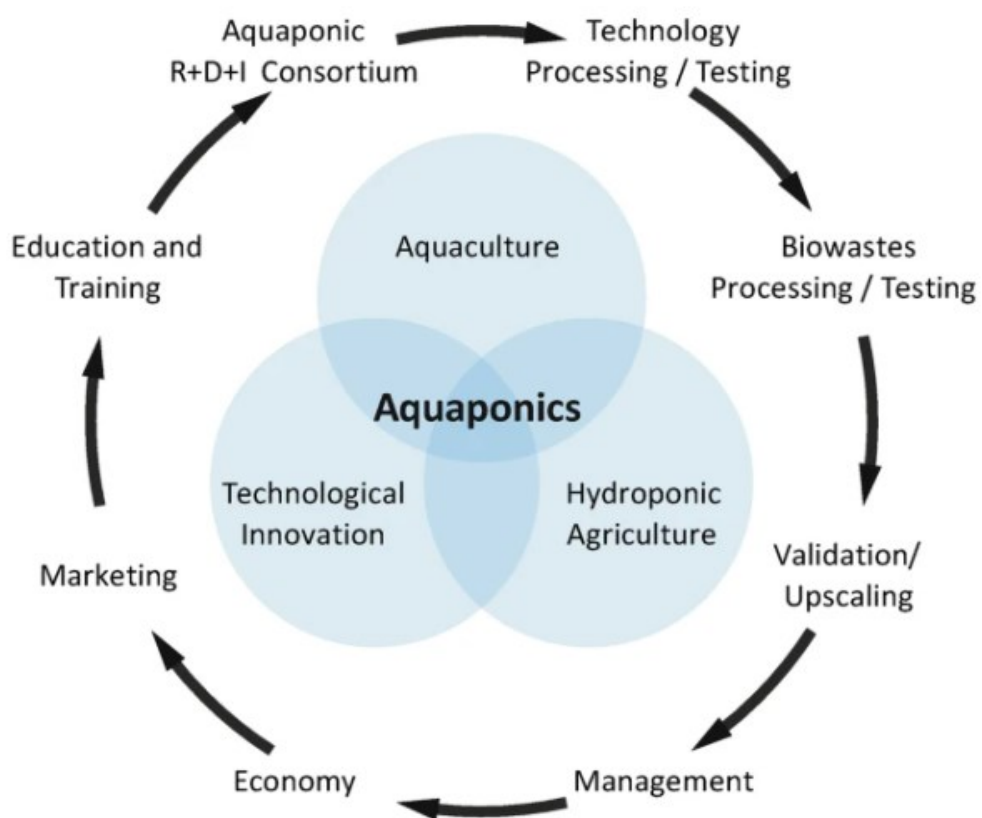 Aquaponic
R+D+I Consortium
Technology
Processing / Testing
Biowastes
Processing / Testing
Validation/
Upscaling
Management
Economy
Marketing
Education and
Training
Aquaculture
Aquaponics
Technological
Innovation
Hydroponic
Agriculture